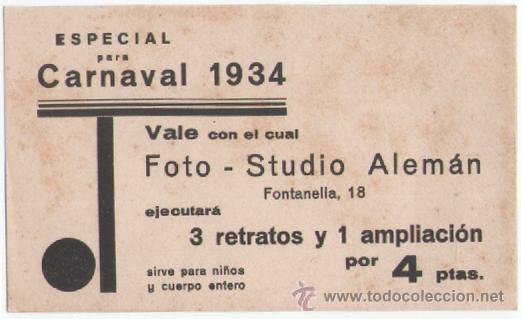 ESPECIAL
para
Carnaval 1934
Vale con el cual
Foto - Studio Alemán
Fontanella, 18
ejecutará
3 retratos y 1 ampliación
por 4 ptas.
sirve para niños
y cuerpo entero
www.todocoleccion.net